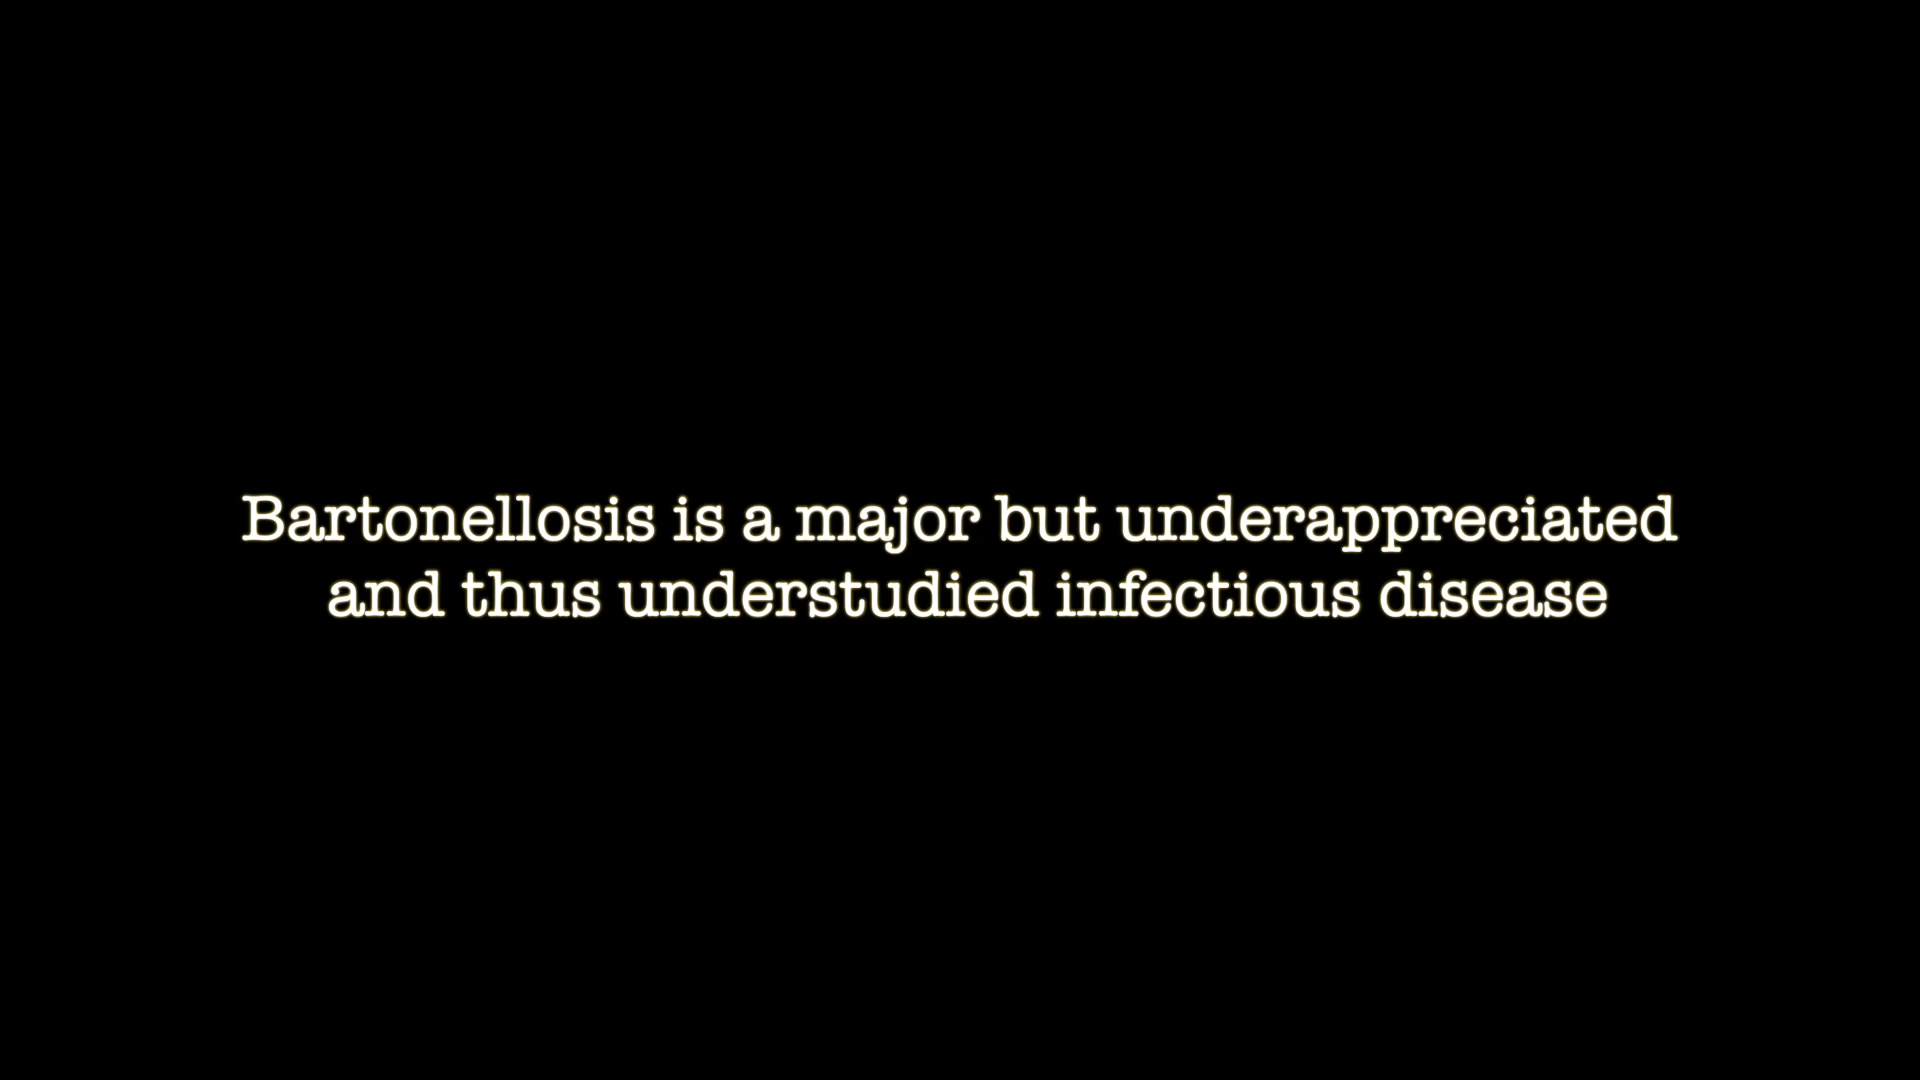 Bartonellosis is a major but underappreciated
and thus understudied infectious disease